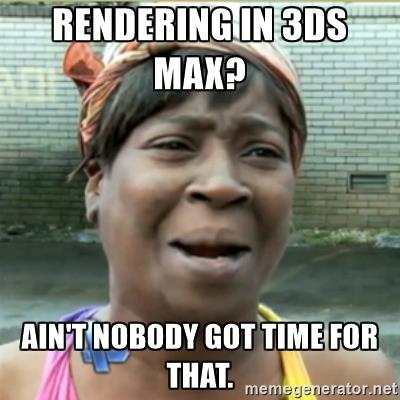 RENDERING IN 3DS
MAX?
AIN'T NOBODY GOT TIME FOR
THAT.
memegenerator.net